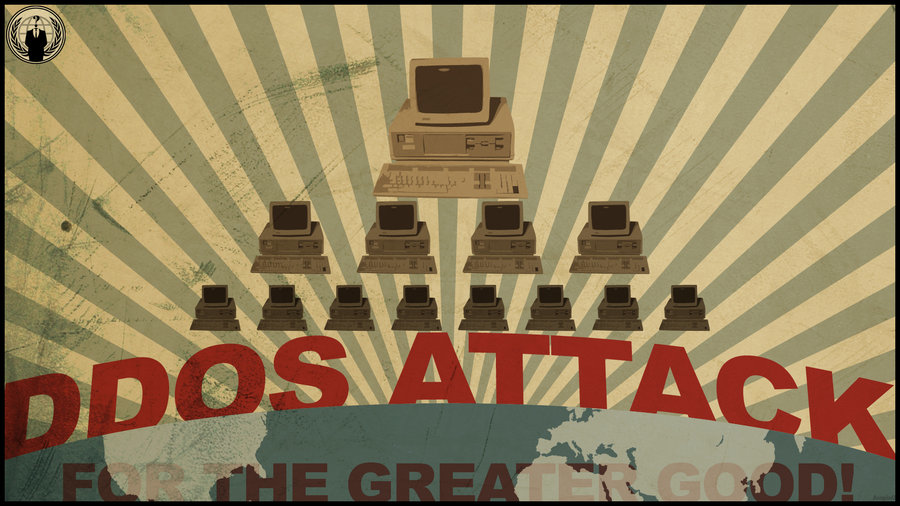 DDOS ATTACK
FOR THE GREATER GOOD!